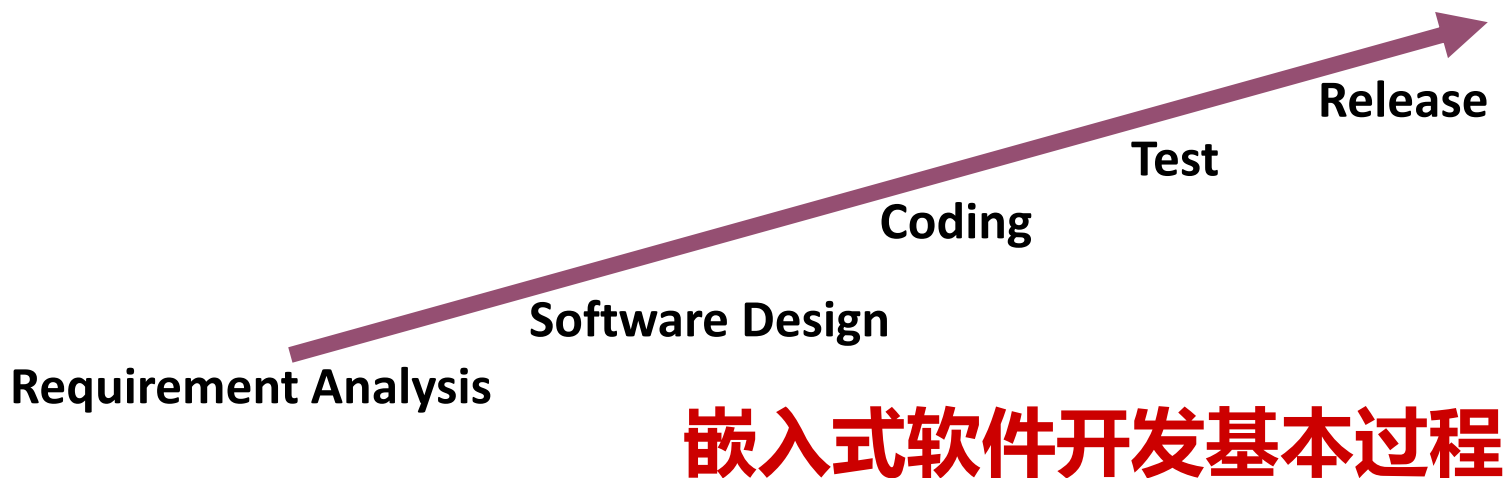 Release
Test
Coding
Software Design
Requirement Analysis
嵌入式软件开发基本过程